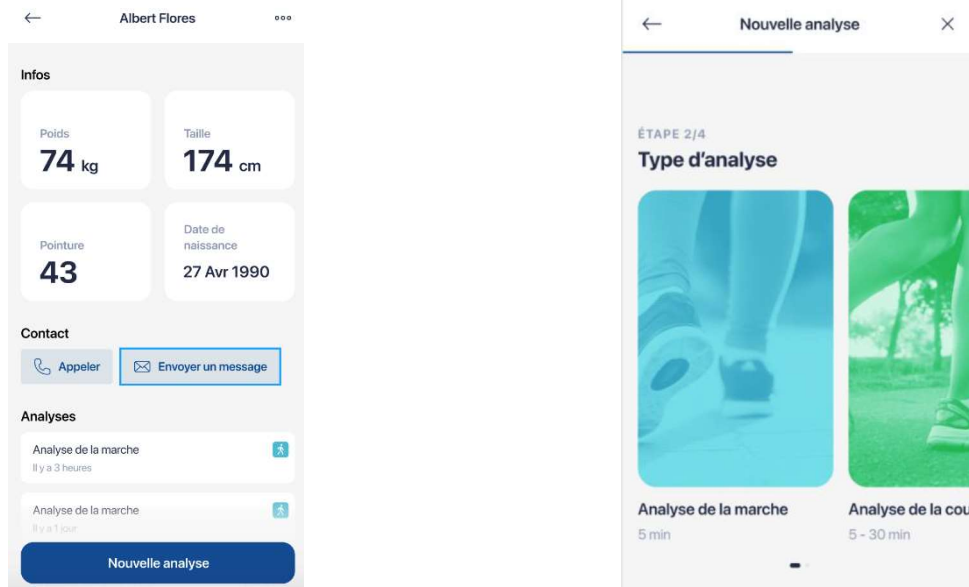 Albert Flores
Infos
Poids
74 kg
Taille
174 cm
Pointure
43
Date de
naissance
27 Avr 1990
Contact
Appeler
Envoyer un message
Analyses
Analyse de la marche
Il y a 3 heures
Analyse de la marche
Il y a 1 jour
Nouvelle analyse
Nouvelle analyse
ÉTAPE 2/4
Type d'analyse
Analyse de la marche
5 min
Analyse de la cou
5 - 30 min